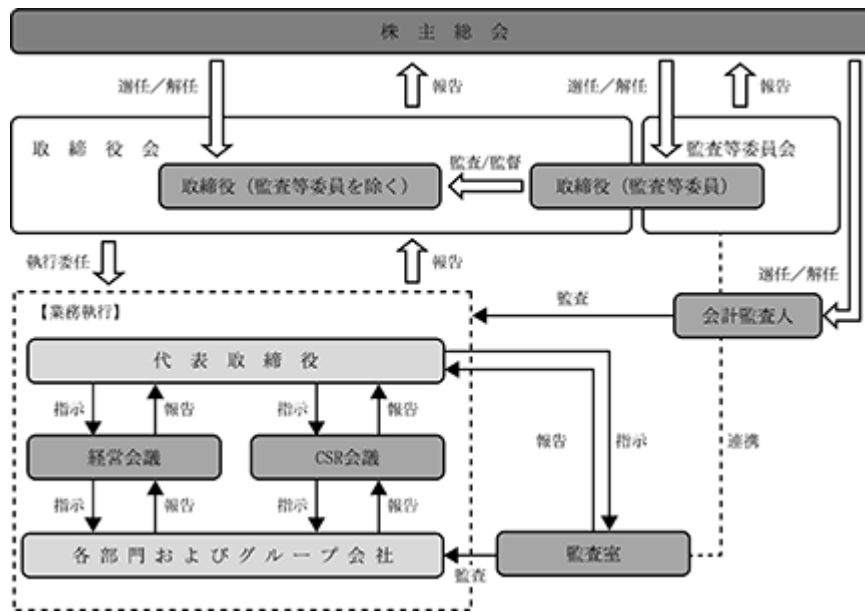 株主総会
選任／解任
報告
選任／解任
報告
取締役会
監査等委員会
監査/監督
取締役（監査等委員を除く）
取締役（監査等委員）
執行委任
報告
選任／解任
【業務執行】
監査
会計監査人
代表取締役
指示
報告
指示
報告
報告
指示
連携
経営会議
CSR会議
指示
報告
指示
報告
各部門およびグループ会社
監査
監査室